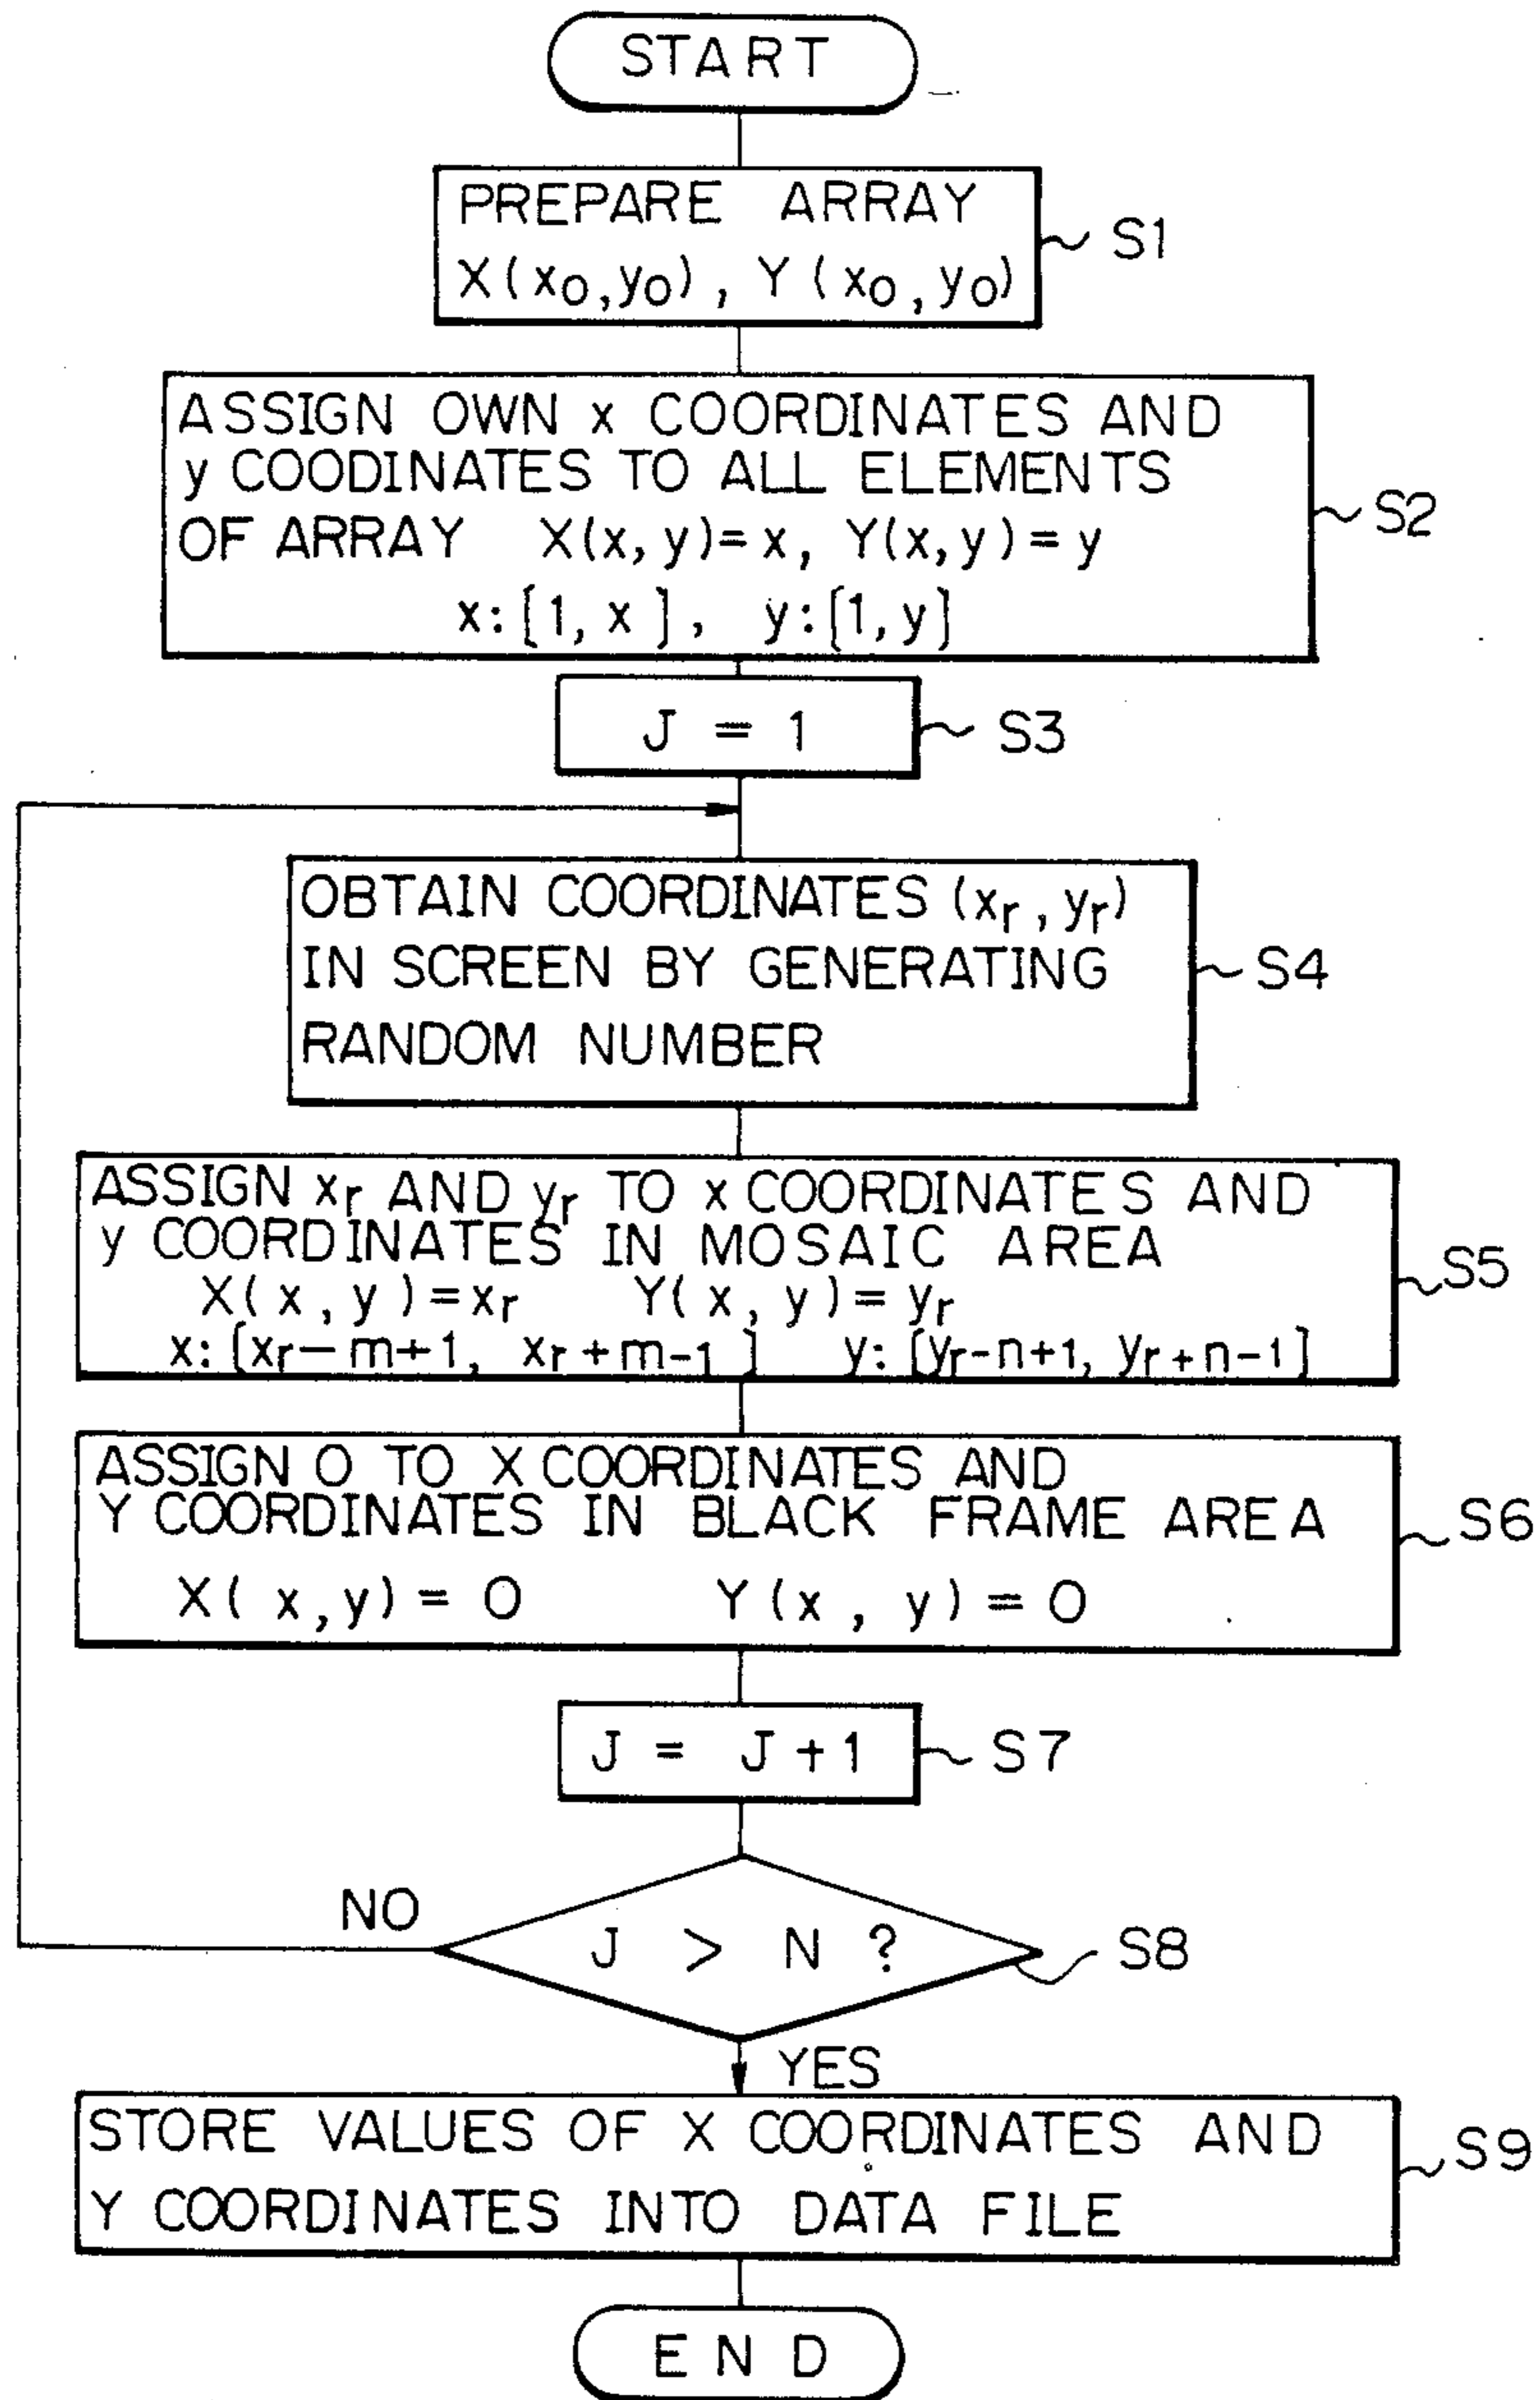 START
PREPARE ARRAY
X(x₀,y₀), Y(x₀,y₀)
S1
ASSIGN OWN x COORDINATES AND
y COODINATES TO ALL ELEMENTS
OF ARRAY X(x,y)=x, Y(x,y)=y
x:[1,x], y:[1,y]
S2
J = 1
S3
OBTAIN COORDINATES (xᵣ,yᵣ)
IN SCREEN BY GENERATING
RANDOM NUMBER
S4
ASSIGN xᵣ AND yᵣ TO x COORDINATES AND
y COORDINATES IN MOSAIC AREA
X(x,y)=xᵣ Y(x,y)=yᵣ
x:[xᵣ-m+1, xᵣ+m-1] y:[yᵣ-n+1, yᵣ+n-1]
S5
ASSIGN 0 TO X COORDINATES AND
Y COORDINATES IN BLACK FRAME AREA
X(x,y)=0 Y(x,y)=0
S6
J = J+1
S7
NO
J > N ?
S8
YES
STORE VALUES OF X COORDINATES AND
Y COORDINATES INTO DATA FILE
S9
END